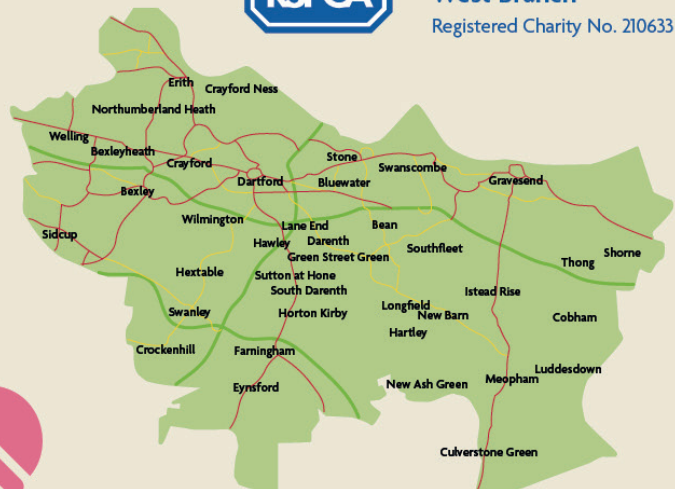 RSPCA
West Branch
Registered Charity No. 210633
Erith
Crayford Ness
Northumberland Heath
Welling
Bexleyheath
Crayford
Stone
Swanscombe
Dartford
Bluewater
Gravesend
Bexley
Wilmington
Lane End
Bean
Sidcup
Hawley
Darenth
Southfleet
Green Street Green
Shorne
Thong
Hextable
Sutton at Hone
South Darenth
Istead Rise
Longfield
Swanley
Horton Kirby
New Barn
Cobham
Hartley
Crockenhill
Farningham
Luddesdown
Meopham
Eynsford
New Ash Green
Culverstone Green